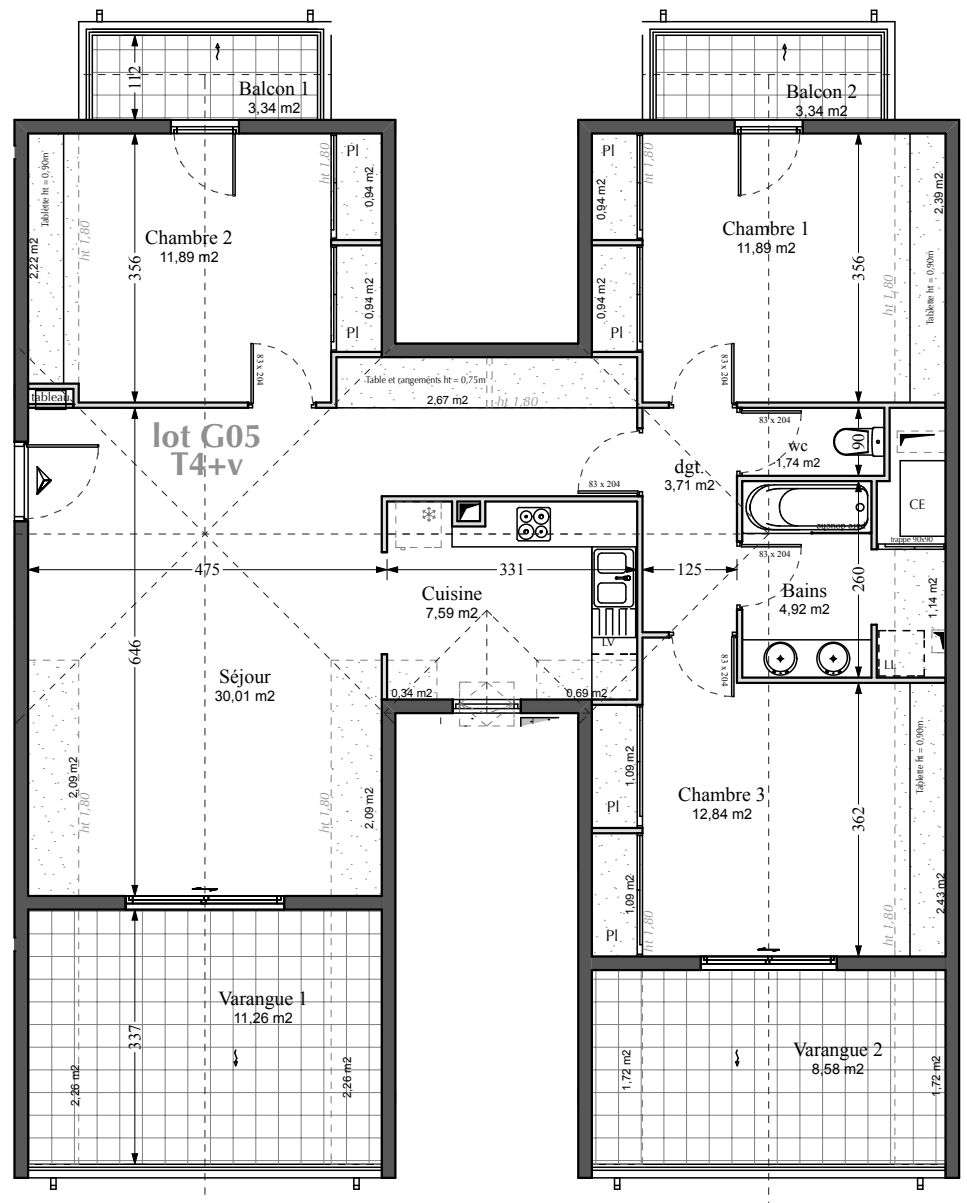 112
Balcon 1
3,34 m2
Balcon 2
3,34 m2
Tablette ht = 0,90m
2,22 m2
ht 1,80
356
Chambre 2
11,89 m2
ht 1,80
Pl
0,94 m2
0,94 m2
Pl
Pl
0,94 m2
0,94 m2
Pl
ht 1,80
Chambre 1
11,89 m2
356
ht 1,80
2,39 m2
Tablette ht = 0,90m
83 x 204
Table et rangements ht = 0,75m
2,67 m2
ht 1,80
83 x 204
tableau
lot G05
T4+v
83 x 204
90
wc
1,74 m2
dgt.
3,71 m2
83 x 204
CE
trappe 90x90
83 x 204
475
331
125
Cuisine
7,59 m2
Bains
4,92 m2
260
1,14 m2
646
LV
83 x 204
LL
Séjour
30,01 m2
0,34 m2
0,69 m2
2,09 m2
ht 1,80
ht 1,80
2,09 m2
1,09 m2
Pl
Chambre 3
12,84 m2
362
Tablette ht = 0,90m
1,09 m2
Pl
ht 1,80
ht 1,80
2,43 m2
Varangue 1
11,26 m2
337
2,26 m2
2,26 m2
Varangue 2
8,58 m2
1,72 m2
1,72 m2